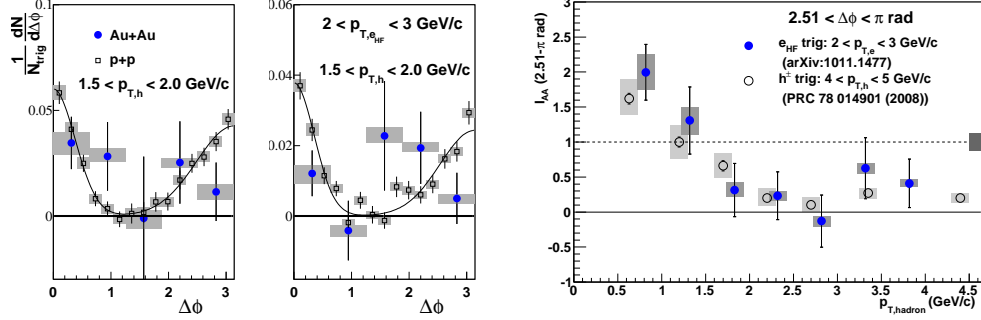 1/N_trig dN/dΔφ
0.1
0.05
0
Au+Au
p+p
1.5 < p_T,h < 2.0 GeV/c
0 1 2 3
Δφ
0.06
0.04
0.02
0
2 < p_T,e_HF < 3 GeV/c
1.5 < p_T,h < 2.0 GeV/c
0 1 2 3
Δφ
I_AA (2.51-π rad)
3
2.5
2
1.5
1
0.5
0
-0.5
-1
2.51 < Δφ < π rad
e_HF trig: 2 < p_T,e < 3 GeV/c
(arXiv:1011.1477)
h^± trig: 4 < p_T,h < 5 GeV/c
(PRC 78 014901 (2008))
0 0.5 1 1.5 2 2.5 3 3.5 4 4.5
p_T,hadron (GeV/c)